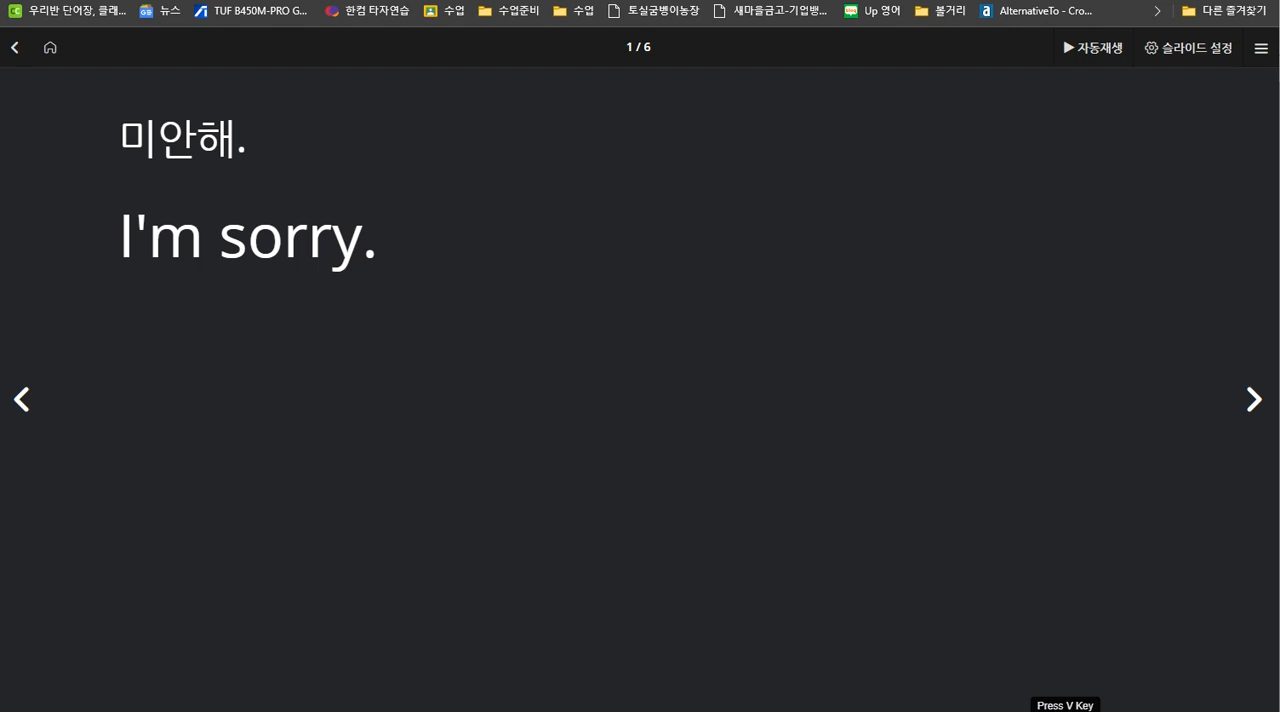 우리반 단어장, 클래... 뉴스 TUF B450M-PRO G... 한컴 타자연습 수업 수업준비 수업 토실굼벵이농장 새마을금고-기업뱅... Up 영어 볼거리 AlternativeTo - Cro... 다른 즐겨찾기
1 / 6 자동재생 슬라이드 설정
미안해.
I'm sorry.
Press V Key